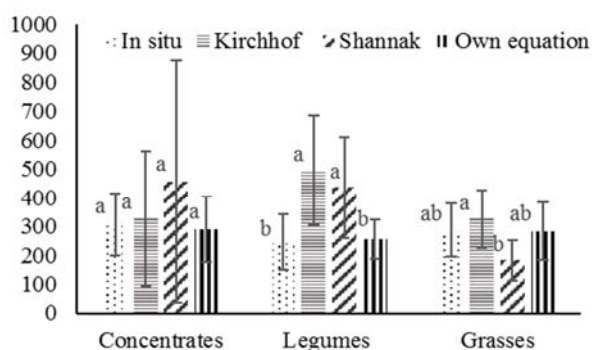 1000
900
800
700
600
500
400
300
200
100
0
In situ Kirchhof Shannak Own equation
a a a a
b a a b
ab a b ab
Concentrates Legumes Grasses